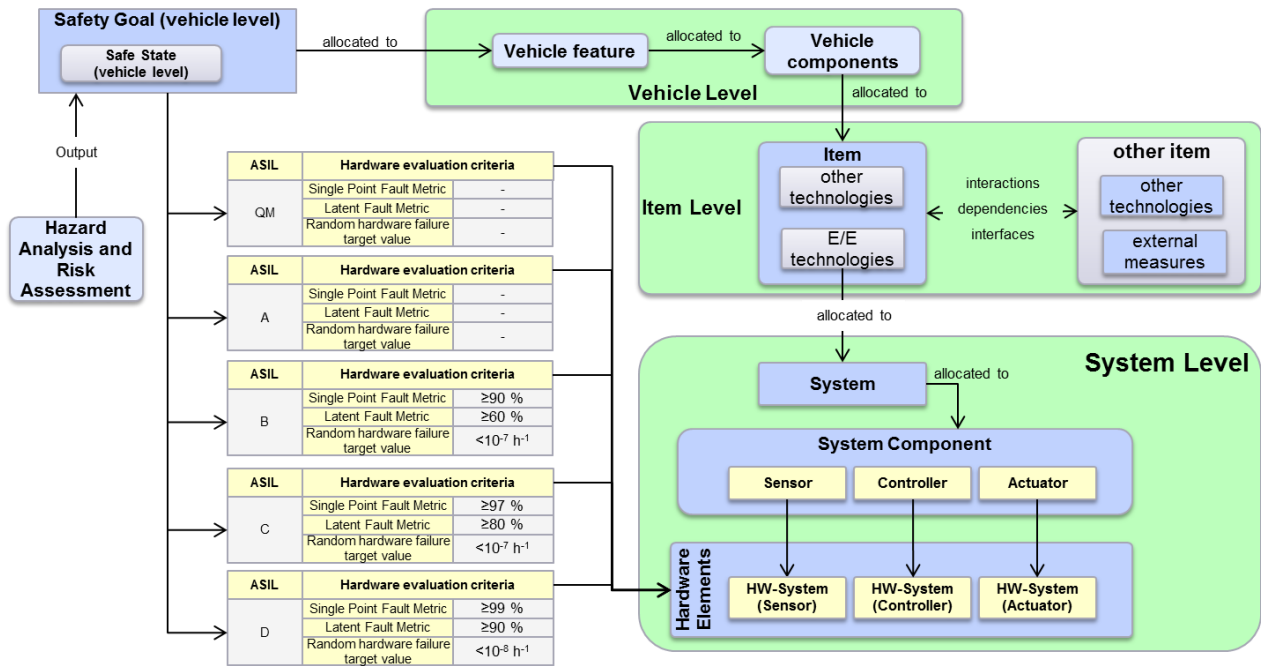 Safety Goal (vehicle level)
Safe State
(vehicle level)
allocated to
Vehicle feature
allocated to
Vehicle
components
Vehicle Level
allocated to
Output
Hazard
Analysis and
Risk
Assessment
ASIL Hardware evaluation criteria
QM
Single Point Fault Metric -
Latent Fault Metric -
Random hardware failure
target value -
ASIL Hardware evaluation criteria
A
Single Point Fault Metric -
Latent Fault Metric -
Random hardware failure
target value -
ASIL Hardware evaluation criteria
B
Single Point Fault Metric ≥90 %
Latent Fault Metric ≥60 %
Random hardware failure
target value <10⁻⁷ h⁻¹
ASIL Hardware evaluation criteria
C
Single Point Fault Metric ≥97 %
Latent Fault Metric ≥80 %
Random hardware failure
target value <10⁻⁷ h⁻¹
ASIL Hardware evaluation criteria
D
Single Point Fault Metric ≥99 %
Latent Fault Metric ≥90 %
Random hardware failure
target value <10⁻⁸ h⁻¹
Item Level
Item
other
technologies
E/E
technologies
interactions
dependencies
interfaces
other item
other
technologies
external
measures
allocated to
System Level
System
allocated to
System Component
Sensor
Controller
Actuator
Hardware
Elements
HW-System
(Sensor)
HW-System
(Controller)
HW-System
(Actuator)